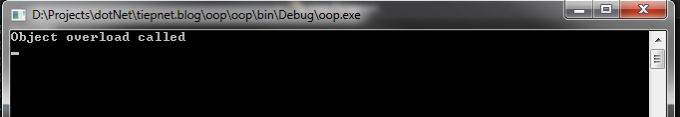 D:\Projects\dotNet\tiepnet.blog\oop\oop\bin\Debug\oop.exe
Object overload called